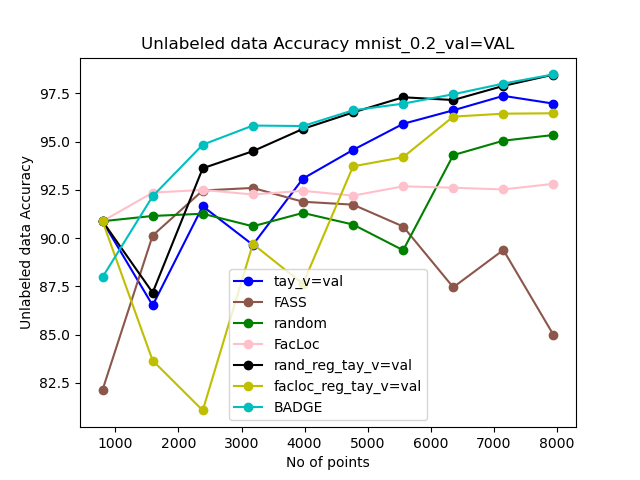 Unlabeled data Accuracy mnist_0.2_val=VAL
Unlabeled data Accuracy
97.5
95.0
92.5
90.0
87.5
85.0
82.5
tay_v=val
FASS
random
FacLoc
rand_reg_tay_v=val
facloc_reg_tay_v=val
BADGE
1000 2000 3000 4000 5000 6000 7000 8000
No of points